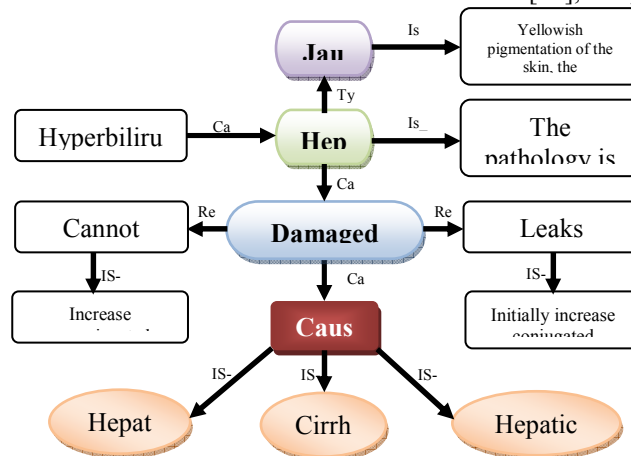 Jau
Is
Yellowish
pigmentation of the
skin, the
Ty
Hyperbiliru
Ca
Hep
Is_
The
pathology is
Ca
Cannot
Re
Damaged
Re
Leaks
IS-
Ca
IS-
Increase
Caus
Initially increase
conjugated
IS-
IS
IS-
Hepat
Cirrh
Hepatic